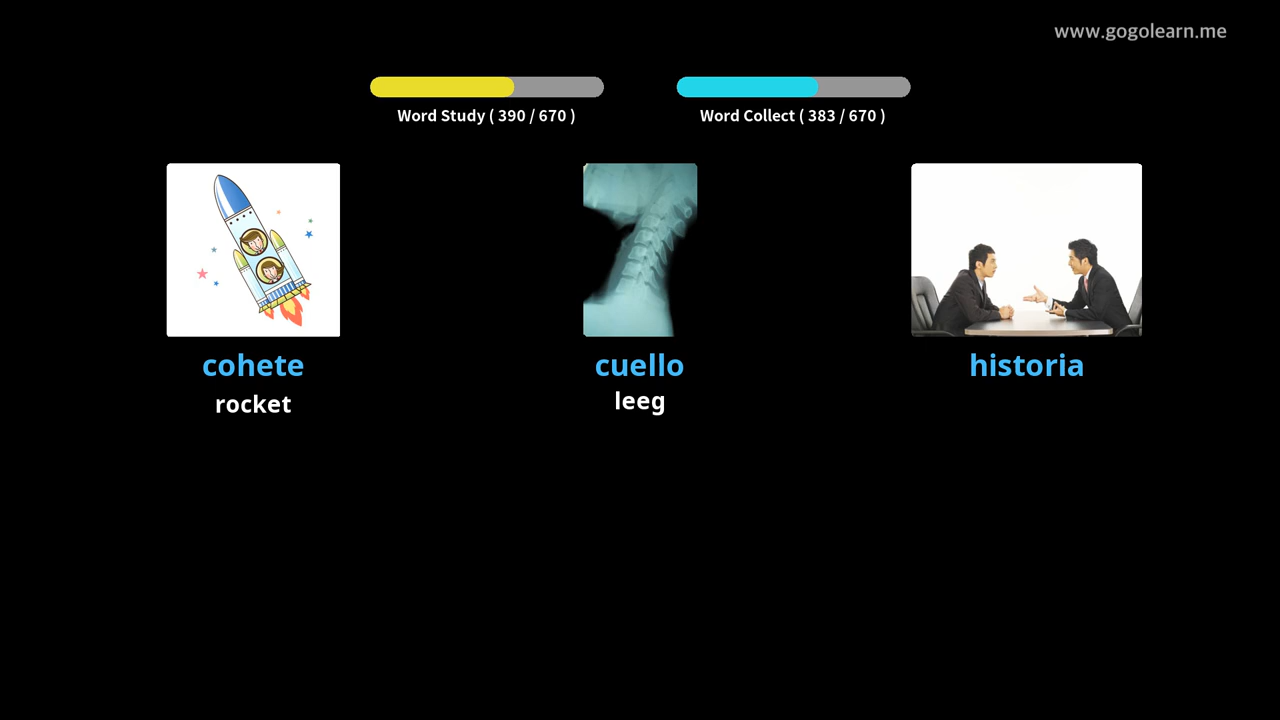 www.gogolearn.me
Word Study ( 390 / 670 )
Word Collect ( 383 / 670 )
cohete
rocket
cuello
leeg
historia